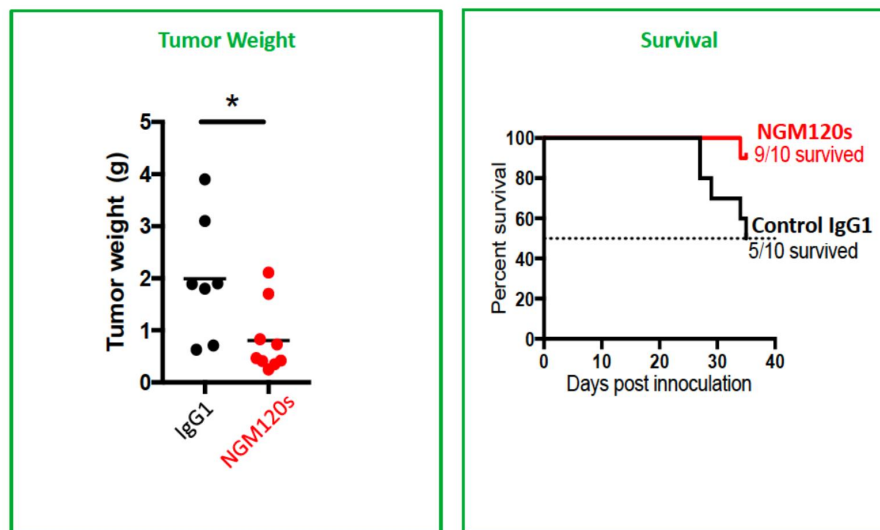 Tumor Weight
*
5
4
3
2
1
0
Tumor weight (g)
IgG1
NGM120s
Survival
100
80
60
40
20
0
Percent survival
NGM120s
9/10 survived
Control IgG1
5/10 survived
0 10 20 30 40
Days post innoculation